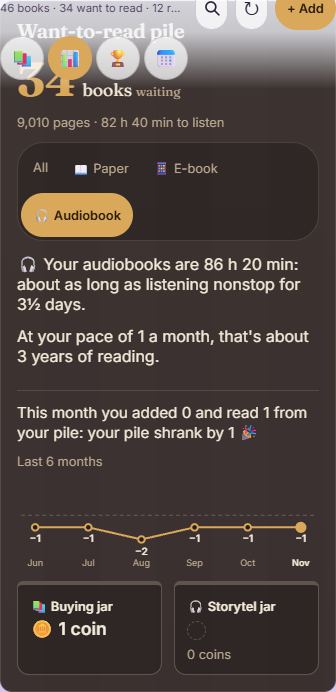 46 books · 34 want to read · 12 r...
+ Add
Want-to-read pile
34 books waiting
9,010 pages · 82 h 40 min to listen
All
Paper
E-book
Audiobook
Your audiobooks are 86 h 20 min:
about as long as listening nonstop for
3½ days.
At your pace of 1 a month, that's about
3 years of reading.
This month you added 0 and read 1 from
your pile: your pile shrank by 1
Last 6 months
−1 −1 −2 −1 −1 −1
Jun Jul Aug Sep Oct Nov
Buying jar
1 coin
Storytel jar
0 coins